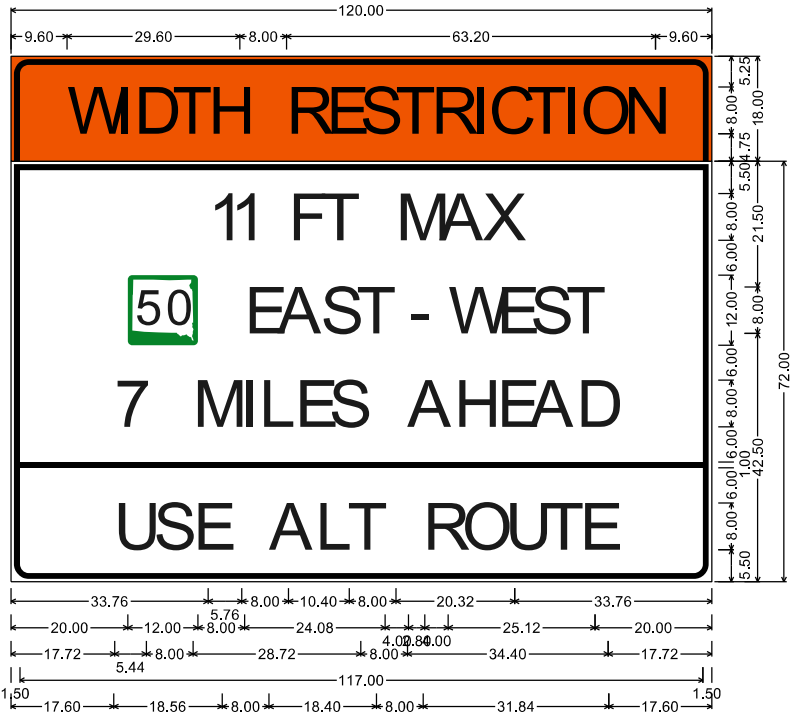 120.00
9.60 29.60 8.00 63.20 9.60
WIDTH RESTRICTION
5.25
8.00
4.75
18.00
11 FT MAX
50 EAST - WEST
7 MILES AHEAD
USE ALT ROUTE
5.50
8.00
6.00
12.00
6.00
8.00
6.00
1.00
6.00
8.00
5.50
21.50
8.00
42.50
72.00
33.76 5.76 8.00 10.40 8.00 20.32 33.76
20.00 12.00 8.00 24.08 4.00 2.80 4.00 25.12 20.00
17.72 5.44 8.00 28.72 8.00 34.40 17.72
1.50 117.00 1.50
17.60 18.56 8.00 18.40 8.00 31.84 17.60